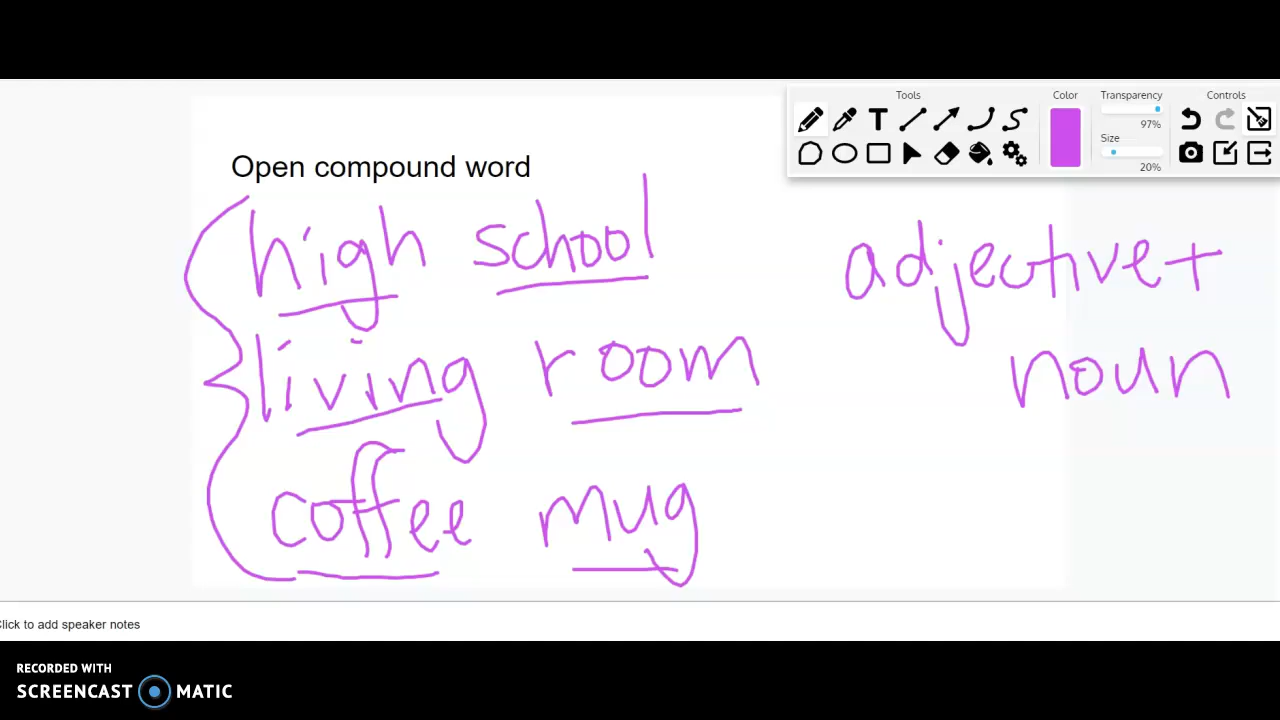 Tools
Color
Transparency
Controls
97%
Size
20%
Open compound word
high school
adjective+
living room
noun
coffee mug
Click to add speaker notes
RECORDED WITH
SCREENCAST MATIC